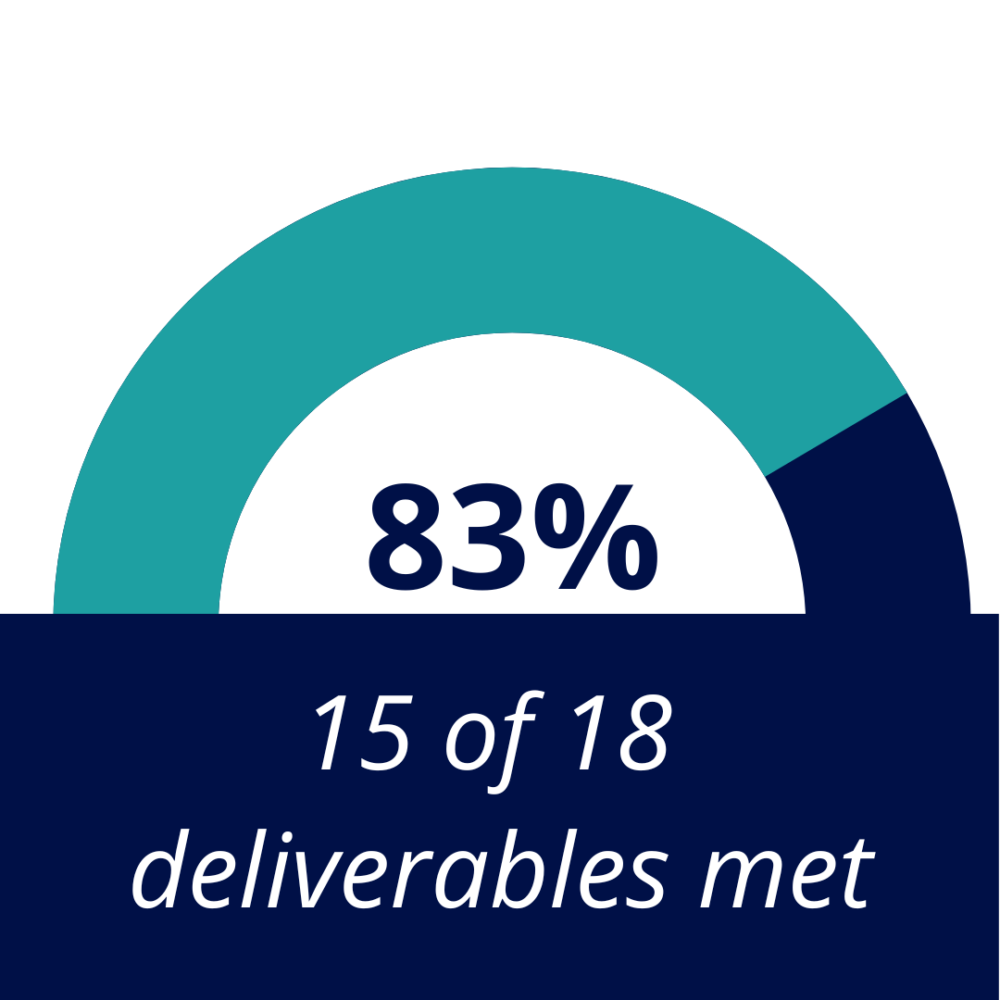 83%
15 of 18
deliverables met